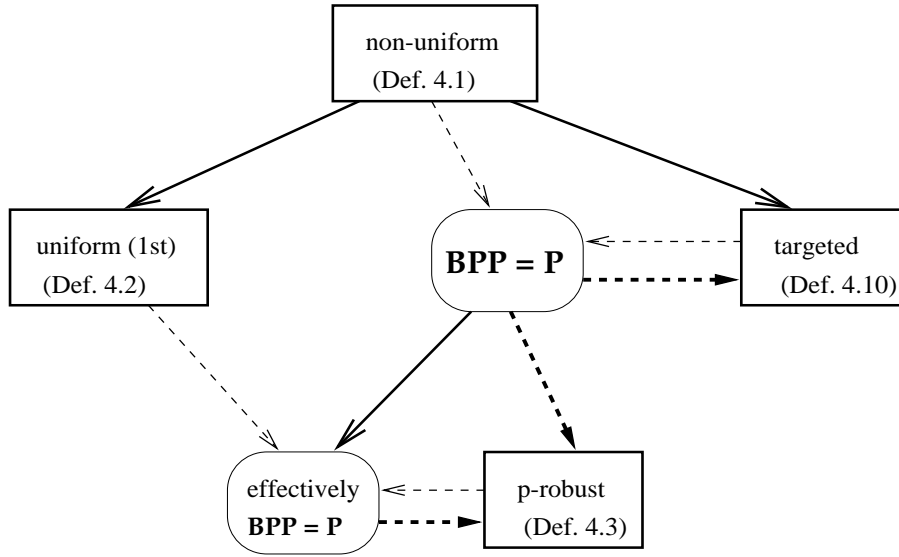 non-uniform
(Def. 4.1)
uniform (1st)
(Def. 4.2)
BPP = P
targeted
(Def. 4.10)
effectively
BPP = P
p-robust
(Def. 4.3)